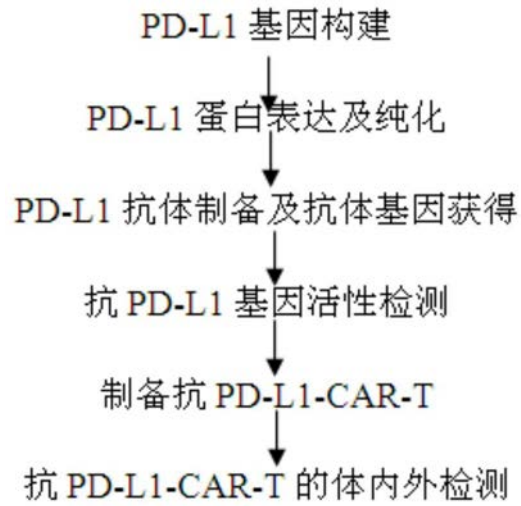 PD-L1 基因构建
PD-L1 蛋白表达及纯化
PD-L1 抗体制备及抗体基因获得
抗 PD-L1 基因活性检测
制备抗 PD-L1-CAR-T
抗 PD-L1-CAR-T 的体内外检测